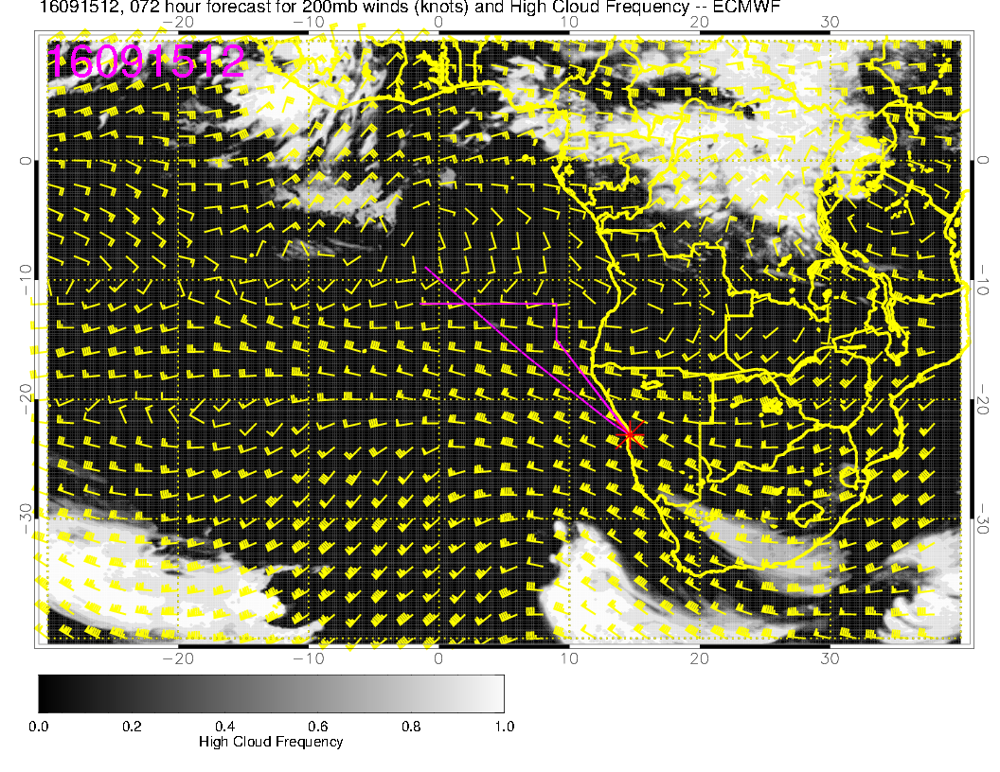 16091512, 072 hour forecast for 200mb winds (knots) and High Cloud Frequency -- ECMWF
−20 −10 0 10 20 30
16091512
0 0
−10 −10
−20 −20
−30 −30
−20 −10 0 10 20 30
0.0 0.2 0.4 0.6 0.8 1.0
High Cloud Frequency